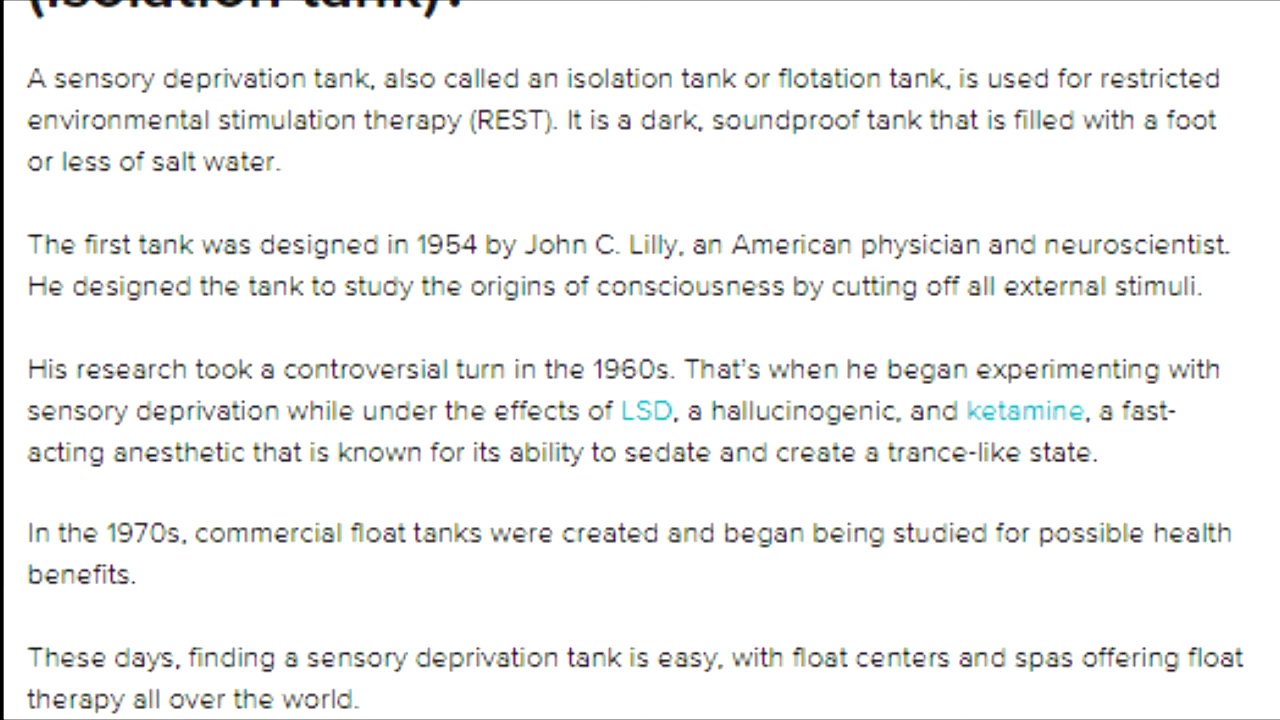 (isolation tank)?
A sensory deprivation tank, also called an isolation tank or flotation tank, is used for restricted
environmental stimulation therapy (REST). It is a dark, soundproof tank that is filled with a foot
or less of salt water.
The first tank was designed in 1954 by John C. Lilly, an American physician and neuroscientist.
He designed the tank to study the origins of consciousness by cutting off all external stimuli.
His research took a controversial turn in the 1960s. That's when he began experimenting with
sensory deprivation while under the effects of LSD, a hallucinogenic, and ketamine, a fast-
acting anesthetic that is known for its ability to sedate and create a trance-like state.
In the 1970s, commercial float tanks were created and began being studied for possible health
benefits.
These days, finding a sensory deprivation tank is easy, with float centers and spas offering float
therapy all over the world.